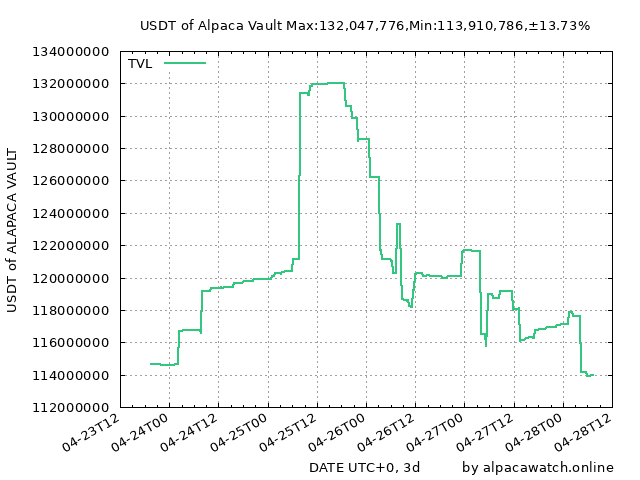 USDT of Alpaca Vault Max:132,047,776,Min:113,910,786,±13.73%
TVL
134000000
132000000
130000000
128000000
126000000
124000000
122000000
120000000
118000000
116000000
114000000
112000000
USDT of ALAPACA VAULT
04-23T12
04-24T00
04-24T12
04-25T00
04-25T12
04-26T00
04-26T12
04-27T00
04-27T12
04-28T00
04-28T12
DATE UTC+0, 3d
by alpacawatch.online